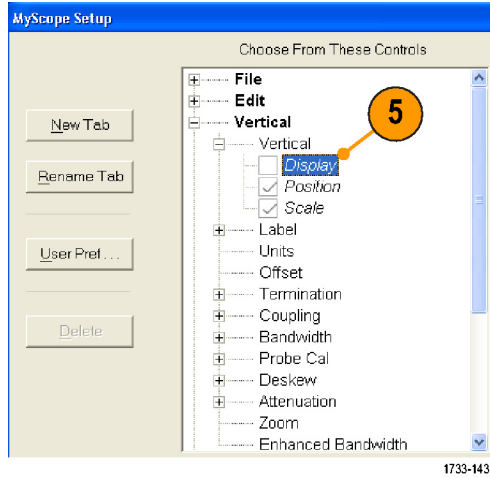 MyScope Setup
Choose From These Controls
File
Edit
5
Vertical
New Tab
Vertical
Display
Rename Tab
Position
Scale
Label
User Pref...
Units
Offset
Termination
Coupling
Delete
Bandwidth
Probe Cal
Deskew
Attenuation
Zoom
Enhanced Bandwidth
1733-143